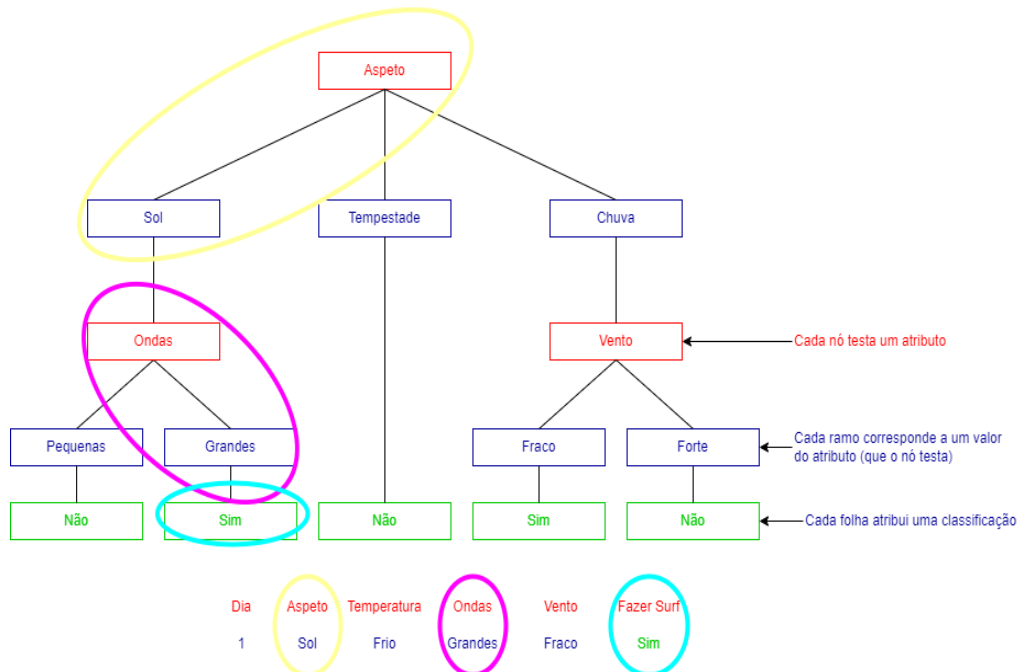 Aspeto
Sol
Tempestade
Chuva
Ondas
Vento
Cada nó testa um atributo
Pequenas
Grandes
Fraco
Forte
Cada ramo corresponde a um valor
do atributo (que o nó testa)
Não
Sim
Não
Sim
Não
Cada folha atribui uma classificação
Dia Aspeto Temperatura Ondas Vento Fazer Surf
1 Sol Frio Grandes Fraco Sim